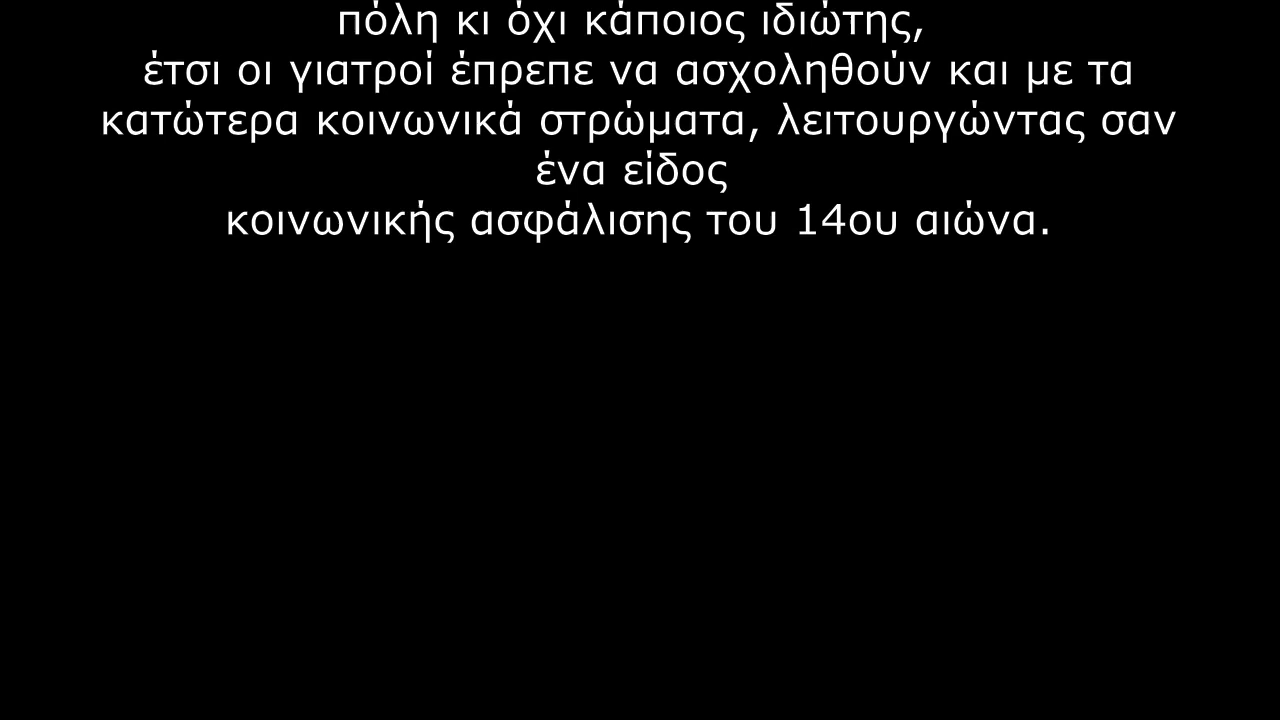 πόλη κι όχι κάποιος ιδιώτης,
έτσι οι γιατροί έπρεπε να ασχοληθούν και με τα
κατώτερα κοινωνικά στρώματα, λειτουργώντας σαν
ένα είδος
κοινωνικής ασφάλισης του 14ου αιώνα.